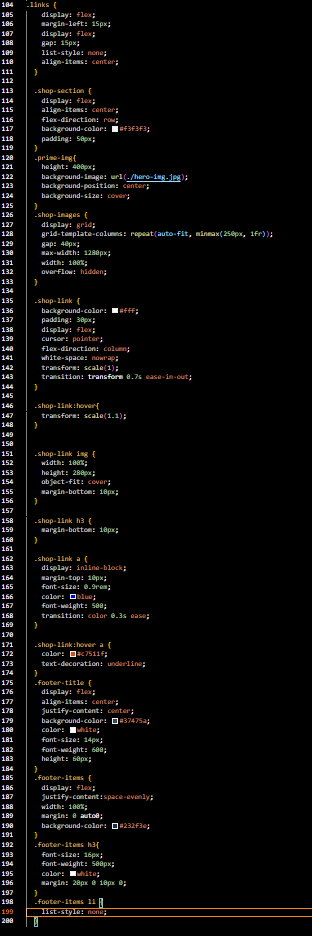 104 .links {
105 display: flex;
106 margin-left: 15px;
107 display: flex;
108 gap: 15px;
109 list-style: none;
110 align-items: center;
111 }
112
113 .shop-section {
114 display: flex;
115 align-items: center;
116 flex-direction: row;
117 background-color: #f3f3f3;
118 padding: 50px;
119 }
120 .prime-img{
121 height: 400px;
122 background-image: url(./hero-img.jpg);
123 background-position: center;
124 background-size: cover;
125 }
126 .shop-images {
127 display: grid;
128 grid-template-columns: repeat(auto-fit, minmax(250px, 1fr));
129 gap: 40px;
130 max-width: 1280px;
131 width: 100%;
132 overflow: hidden;
133 }
134
135 .shop-link {
136 background-color: #fff;
137 padding: 30px;
138 display: flex;
139 cursor: pointer;
140 flex-direction: column;
141 white-space: nowrap;
142 transform: scale(1);
143 transition: transform 0.7s ease-in-out;
144 }
145
146 .shop-link:hover{
147 transform: scale(1.1);
148 }
149
150
151 .shop-link img {
152 width: 100%;
153 height: 280px;
154 object-fit: cover;
155 margin-bottom: 10px;
156 }
157
158 .shop-link h3 {
159 margin-bottom: 10px;
160 }
161
162 .shop-link a {
163 display: inline-block;
164 margin-top: 10px;
165 font-size: 0.9rem;
166 color: blue;
167 font-weight: 500;
168 transition: color 0.3s ease;
169 }
170
171 .shop-link:hover a {
172 color: #c7511f;
173 text-decoration: underline;
174 }
175 .footer-title {
176 display: flex;
177 align-items: center;
178 justify-content: center;
179 background-color: #37475a;
180 color: white;
181 font-size: 14px;
182 font-weight: 600;
183 height: 60px;
184 }
185 .footer-items {
186 display: flex;
187 justify-content:space-evenly;
188 width: 100%;
189 margin: 0 auto0;
190 background-color: #232f3e;
191 }
192 .footer-items h3{
193 font-size: 16px;
194 font-weight: 500px;
195 color: white;
196 margin: 20px 0 10px 0;
197 }
198 .footer-items li {
199 list-style: none;
200 }